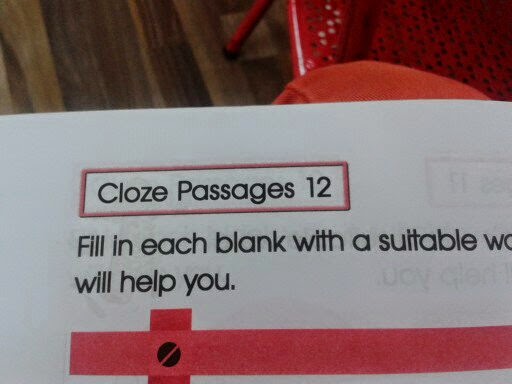 Cloze Passages 12
Fill in each blank with a suitable
will help you.